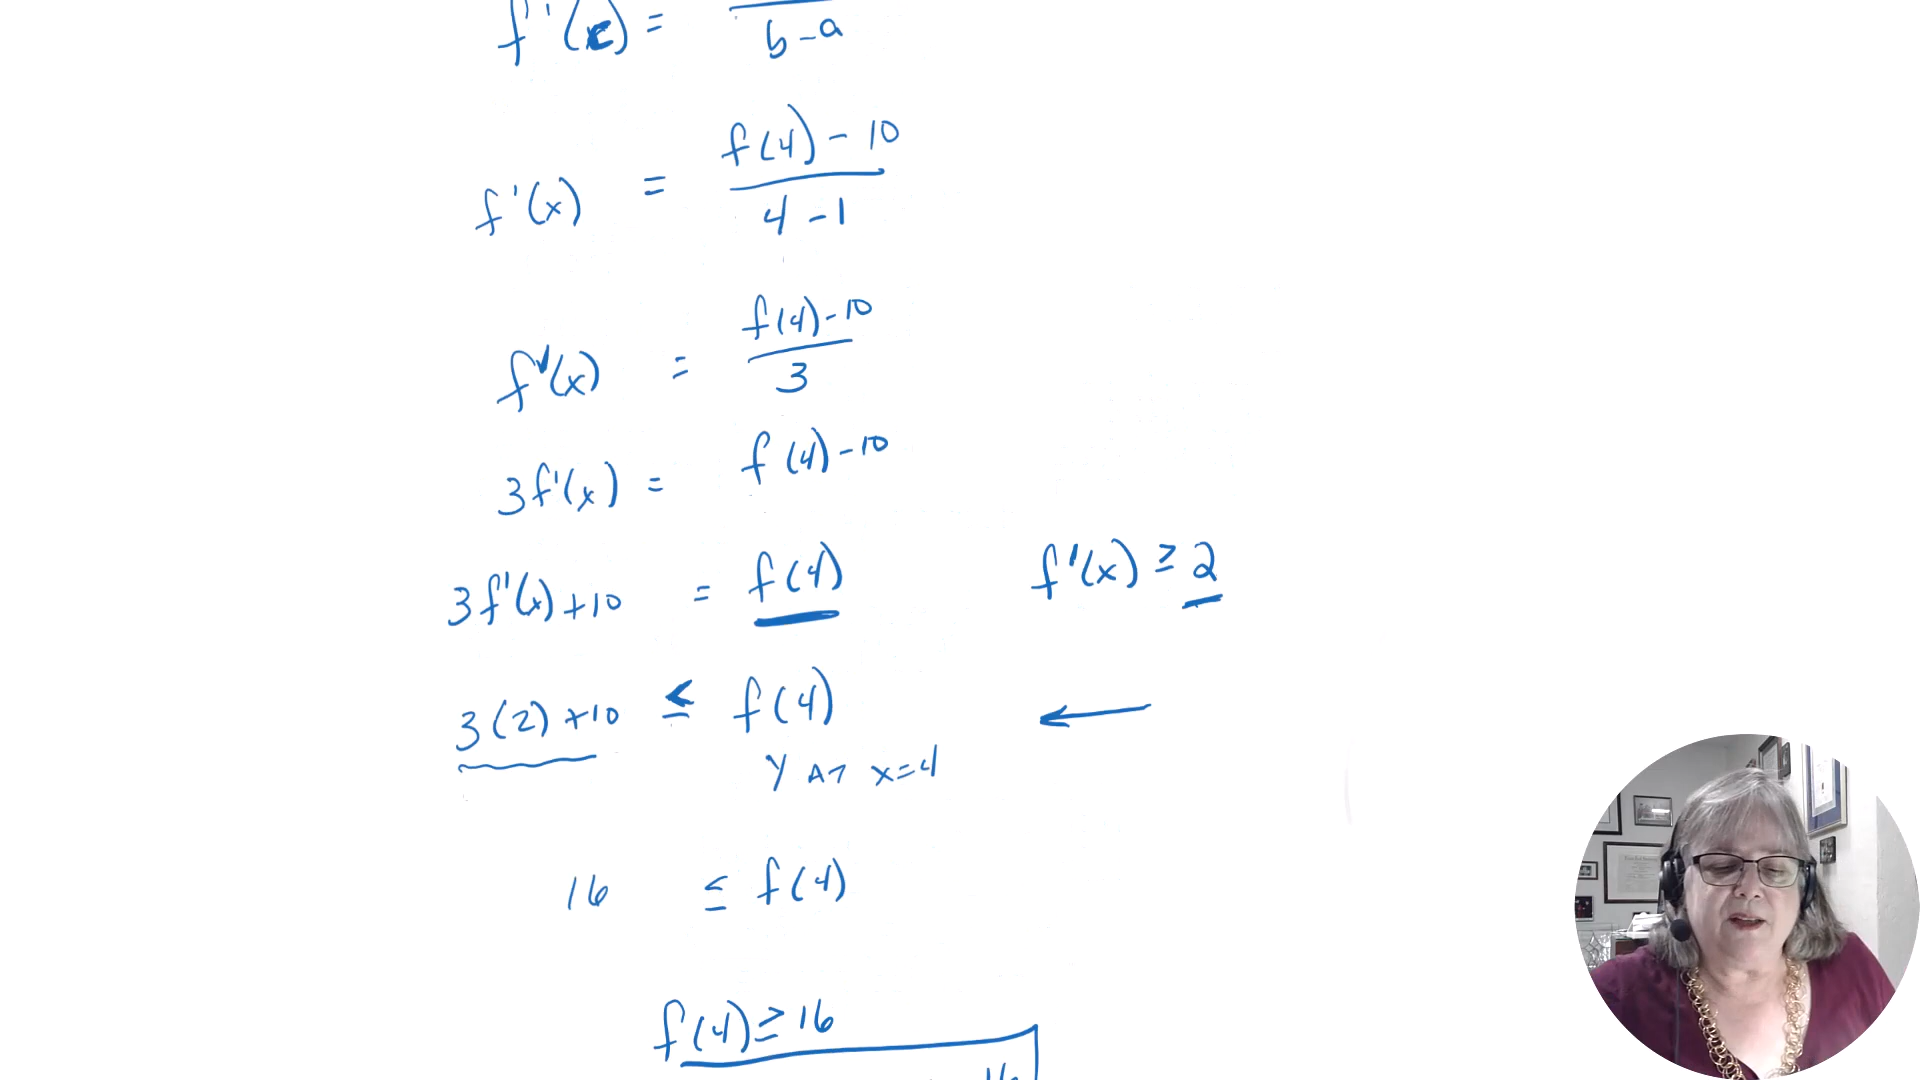 f'(c) = ‾ / b-a
f'(x) = f(4) - 10 / 4 - 1
f'(x) = f(4) - 10 / 3
3f'(x) = f(4) - 10
3f'(x) + 10 = f(4)
f'(x) ≥ 2
3(2) + 10 ≤ f(4)
Y AT x=4
16 ≤ f(4)
f(4) ≥ 16
16